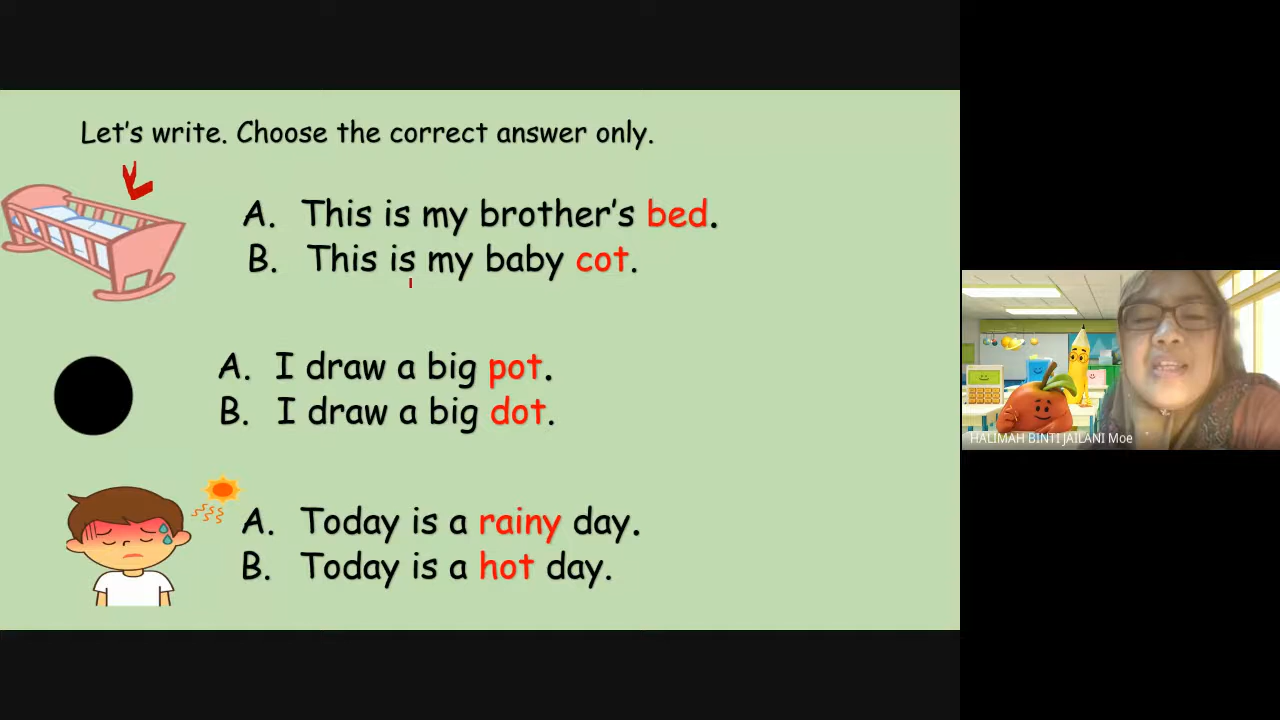 Let's write. Choose the correct answer only.
A. This is my brother's bed.
B. This is my baby cot.
A. I draw a big pot.
B. I draw a big dot.
A. Today is a rainy day.
B. Today is a hot day.
HALIMAH BINTI JAILANI Moe